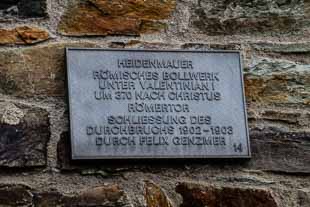 HEIDENMAUER
RÖMISCHES BOLLWERK
UNTER VALENTINIAN I
UM 370 NACH CHRISTUS
RÖMERTOR
SCHLIESSUNG DES
DURCHBRUCHS 1902-1903
DURCH FELIX GENZMER
14